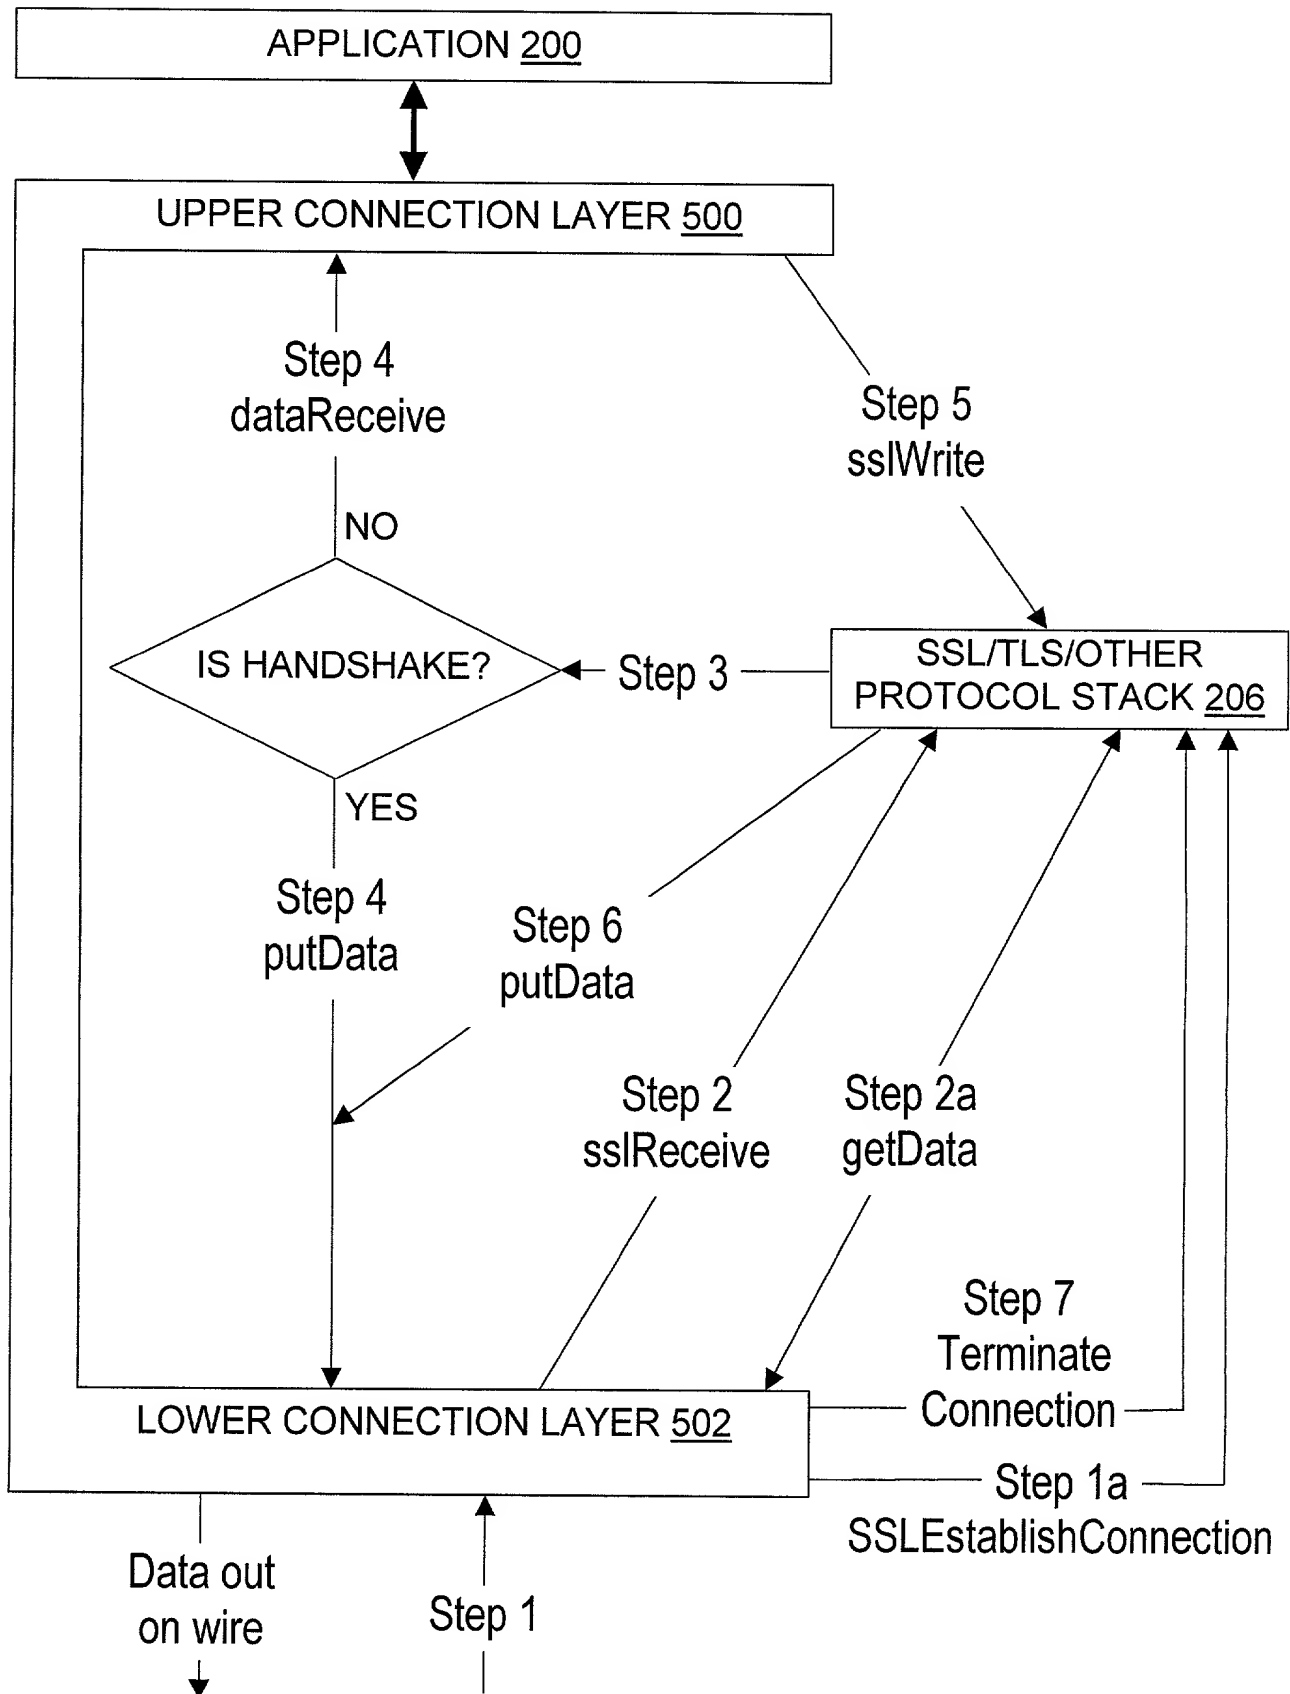 APPLICATION 200
UPPER CONNECTION LAYER 500
Step 4
dataReceive
Step 5
sslWrite
NO
IS HANDSHAKE?
Step 3
SSL/TLS/OTHER
PROTOCOL STACK 206
YES
Step 4
putData
Step 6
putData
Step 2
sslReceive
Step 2a
getData
Step 7
Terminate
Connection
LOWER CONNECTION LAYER 502
Step 1a
SSLEstablishConnection
Data out
on wire
Step 1